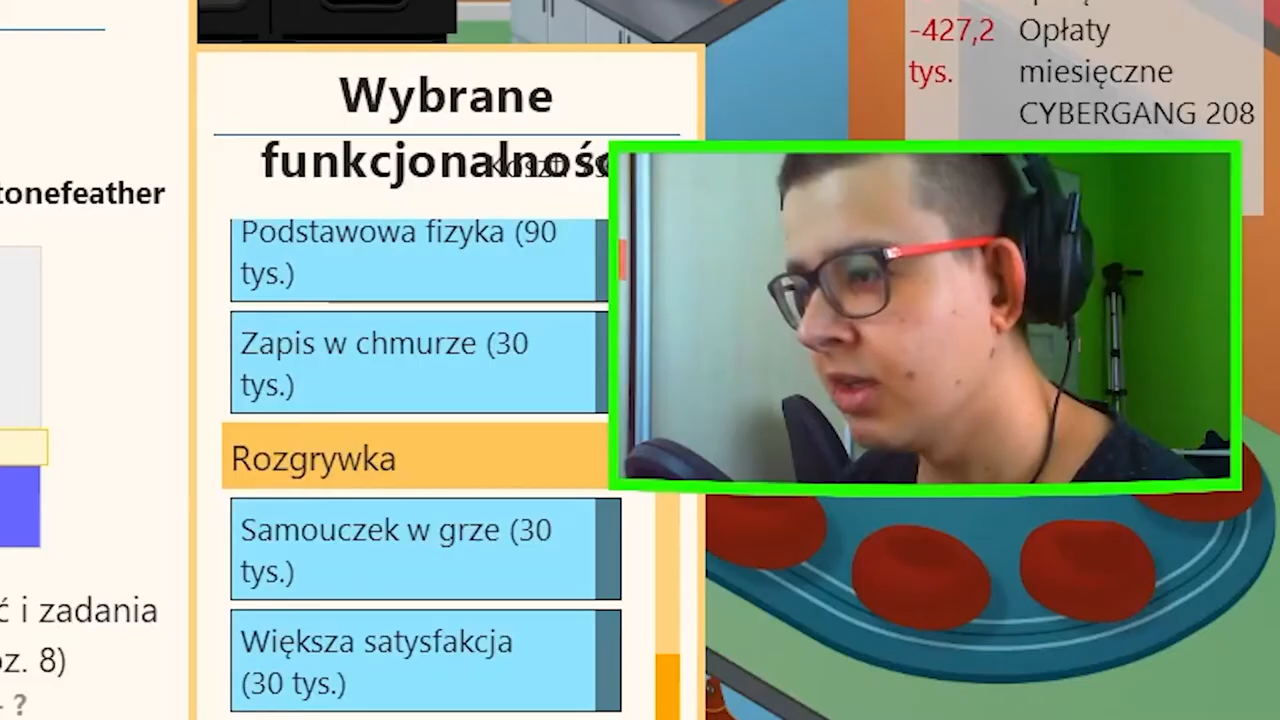 -427,2 Opłaty
tys. miesięczne
CYBERGANG 208
Wybrane
tonefeather
Podstawowa fizyka (90
tys.)
Zapis w chmurze (30
tys.)
Rozgrywka
Samouczek w grze (30
tys.)
Większa satysfakcja
(30 tys.)
ć i zadania
oz. 8)
- ?